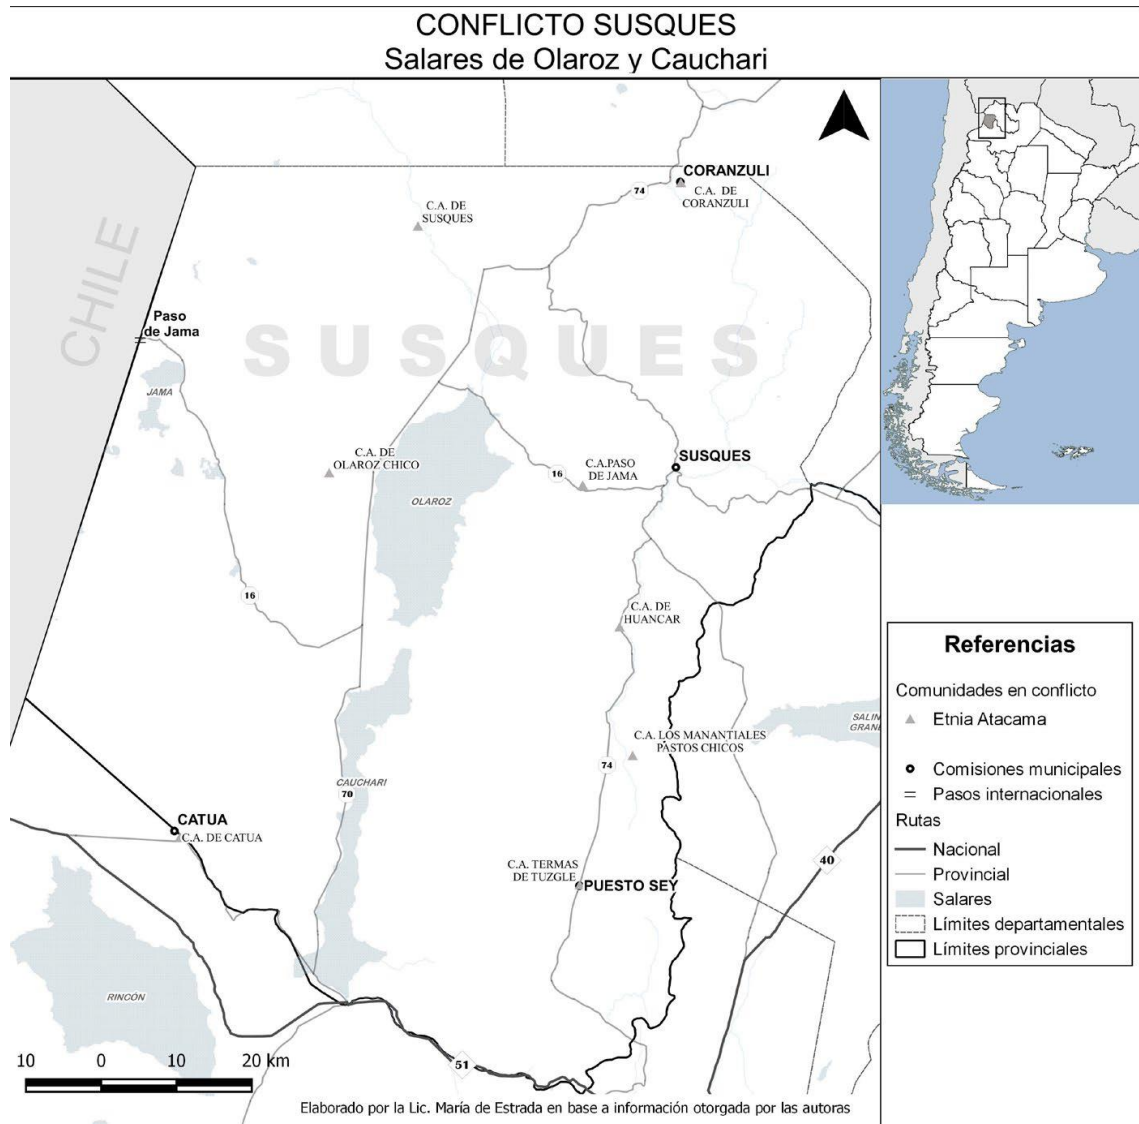 CONFLICTO SUSQUES
Salares de Olaroz y Cauchari
CHILE
CORANZULI
74
C.A. DE
CORANZULI
C.A. DE
SUSQUES
Paso
de Jama
SUSQUES
JAMA
C.A. DE
OLAROZ CHICO
SUSQUES
C.A.PASO
DE JAMA
16
OLAROZ
16
C.A. DE
HUANCAR
SALIN
GRANE
C.A. LOS MANANTIALES
PASTOS CHICOS
74
CAUCHARI
70
CATUA
C.A. DE CATUA
C.A. TERMAS
DE TUZGLE
PUESTO SEY
40
RINCÓN
10 0 10 20 km
51
Elaborado por la Lic. María de Estrada en base a información otorgada por las autoras
Referencias
Comunidades en conflicto
Etnia Atacama
Comisiones municipales
Pasos internacionales
Rutas
Nacional
Provincial
Salares
Límites departamentales
Límites provinciales